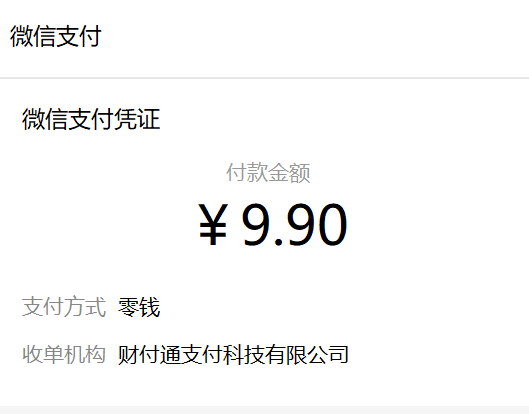 微信支付
微信支付凭证
付款金额
¥ 9.90
支付方式 零钱
收单机构 财付通支付科技有限公司